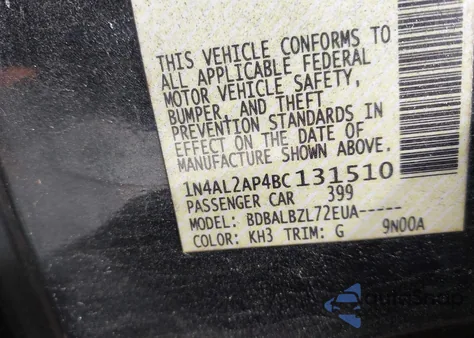 THIS VEHICLE CONFORMS TO
ALL APPLICABLE FEDERAL
MOTOR VEHICLE SAFETY,
BUMPER, AND THEFT
PREVENTION STANDARDS IN
EFFECT ON THE DATE OF
MANUFACTURE SHOWN ABOVE.
1N4AL2AP4BC131510
PASSENGER CAR 399
MODEL: BDBALBZL72EUA-----
COLOR: KH3 TRIM: G 9N00A
AutoSnap